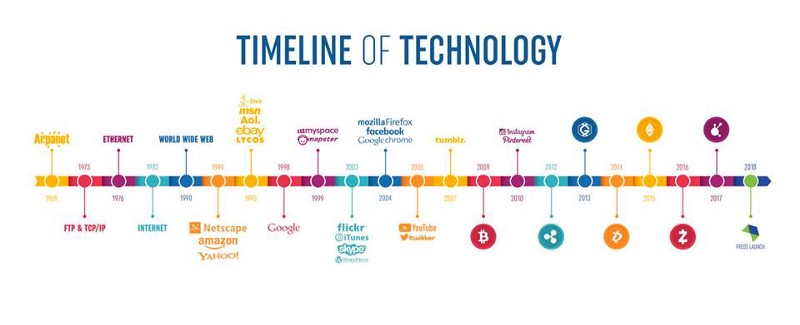 TIMELINE OF TECHNOLOGY
Java
msn
Aol.
ebay
LYCOS
mozilla Firefox
facebook
Google chrome
Arpanet
ETHERNET
WORLD WIDE WEB
myspace
napster
tumblr.
Instagram
Pinterest
1973
1982
1994
1998
2003
2005
2009
2012
2014
2016
2018
1969
1976
1990
1995
1999
2004
2007
2010
2013
2015
2017
FTP & TCP/IP
INTERNET
Netscape
amazon
YAHOO!
Google
flickr
iTunes
skype
WordPress
YouTube
twitter
FREOS LAUNCH